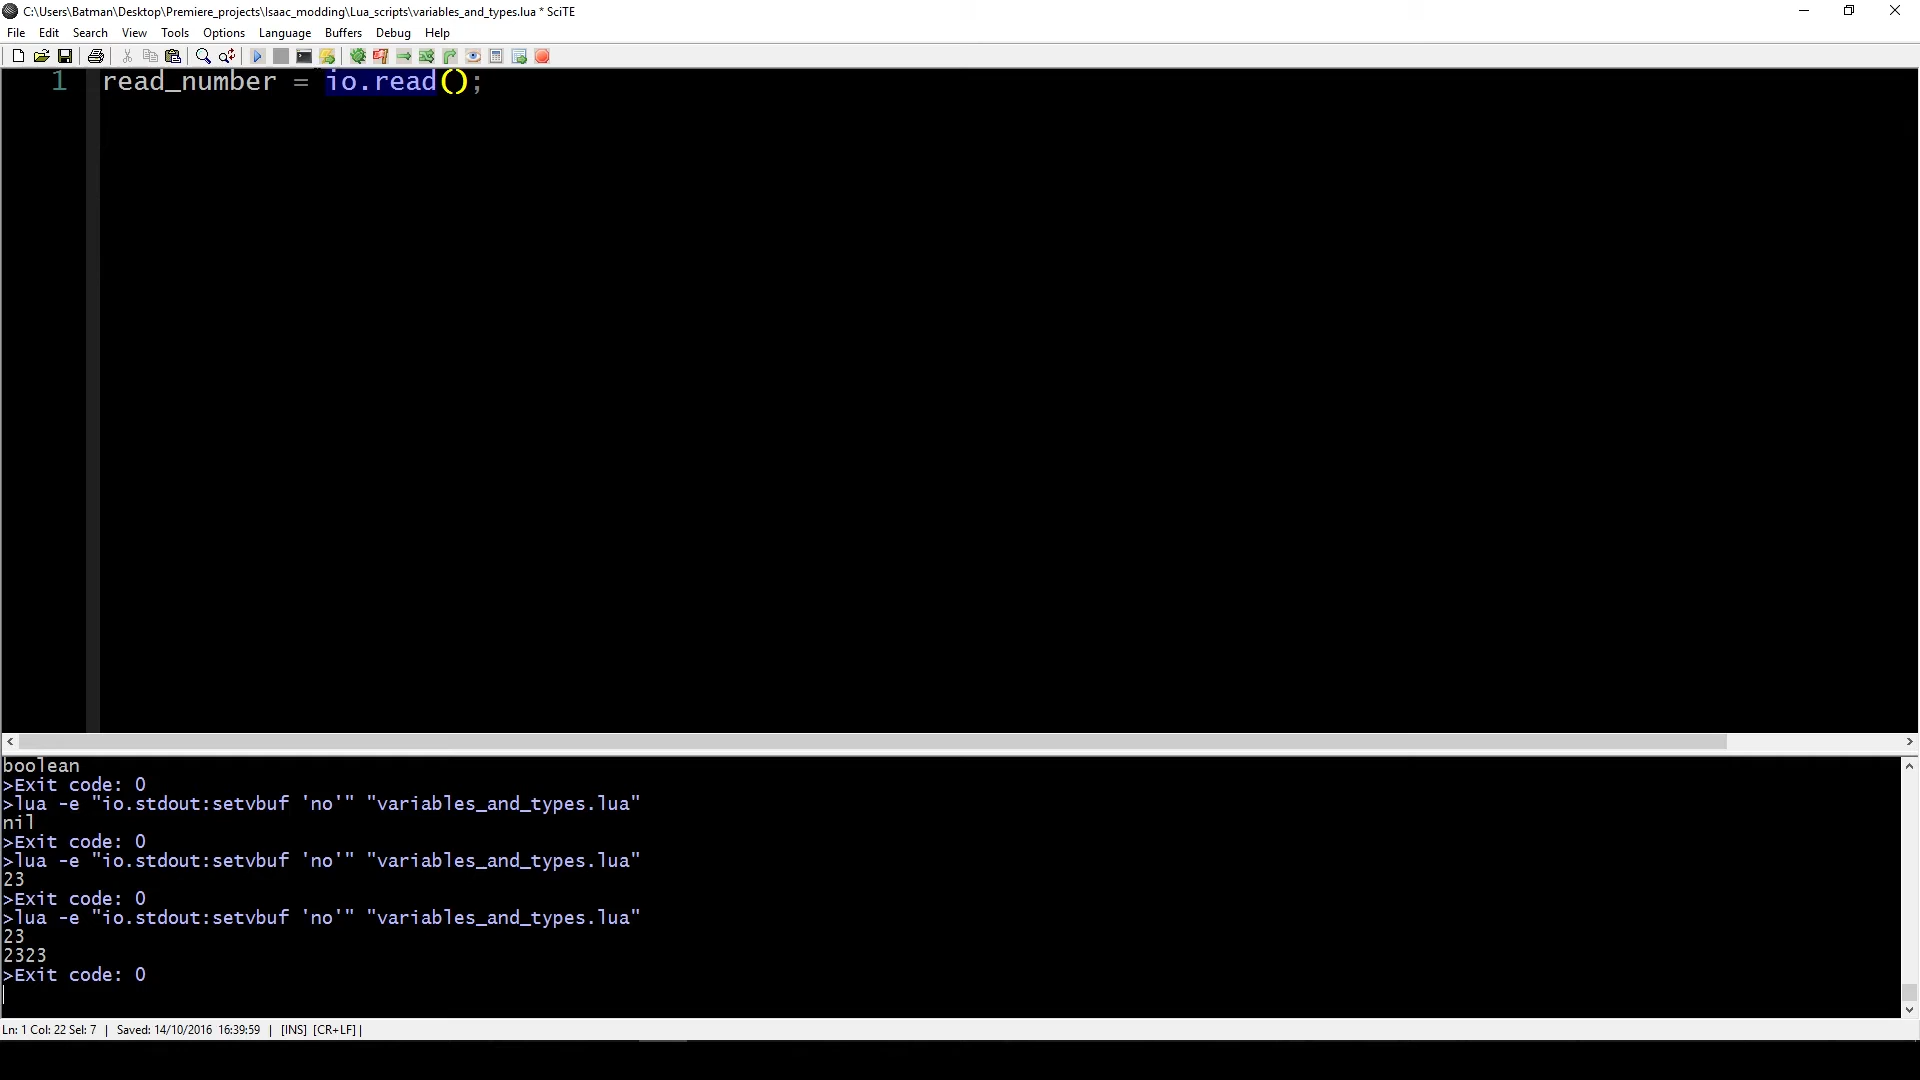 C:\Users\Batman\Desktop\Premiere_projects\Isaac_modding\Lua_scripts\variables_and_types.lua * SciTE
File Edit Search View Tools Options Language Buffers Debug Help
1 read_number = io.read();
boolean
>Exit code: 0
>lua -e "io.stdout:setvbuf 'no'" "variables_and_types.lua"
nil
>Exit code: 0
>lua -e "io.stdout:setvbuf 'no'" "variables_and_types.lua"
23
>Exit code: 0
>lua -e "io.stdout:setvbuf 'no'" "variables_and_types.lua"
23
2323
>Exit code: 0
Ln: 1 Col: 22 Sel: 7 | Saved: 14/10/2016 16:39:59 | [INS] [CR+LF] |